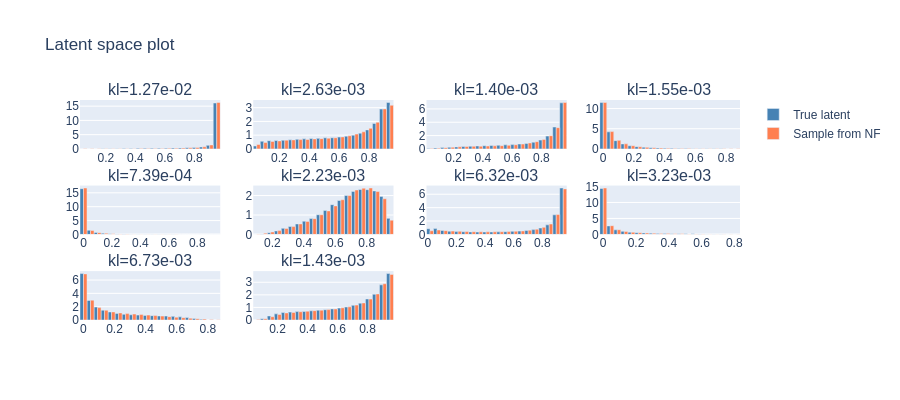 Latent space plot
kl=1.27e-02 kl=2.63e-03 kl=1.40e-03 kl=1.55e-03
15 10 5 0 0.2 0.4 0.6 0.8
3 2 1 0 0.2 0.4 0.6 0.8
6 4 2 0 0.2 0.4 0.6 0.8
10 5 0 0 0.2 0.4 0.6 0.8
True latent
Sample from NF
kl=7.39e-04 kl=2.23e-03 kl=6.32e-03 kl=3.23e-03
15 10 5 0 0 0.2 0.4 0.6 0.8
2 1 0 0.2 0.4 0.6 0.8
6 4 2 0 0 0.2 0.4 0.6 0.8
15 10 5 0 0 0.2 0.4 0.6 0.8
kl=6.73e-03 kl=1.43e-03
6 4 2 0 0 0.2 0.4 0.6 0.8
3 2 1 0 0.2 0.4 0.6 0.8